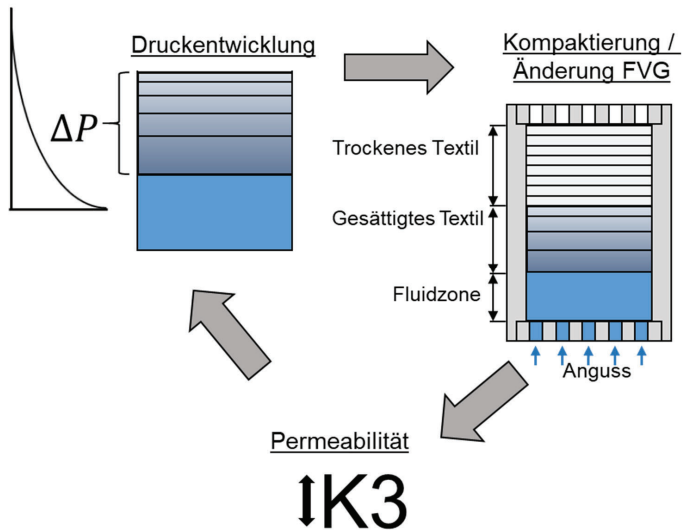 Druckentwicklung
ΔP
Kompaktierung /
Änderung FVG
Trockenes Textil
Gesättigtes Textil
Fluidzone
Anguss
Permeabilität
K3